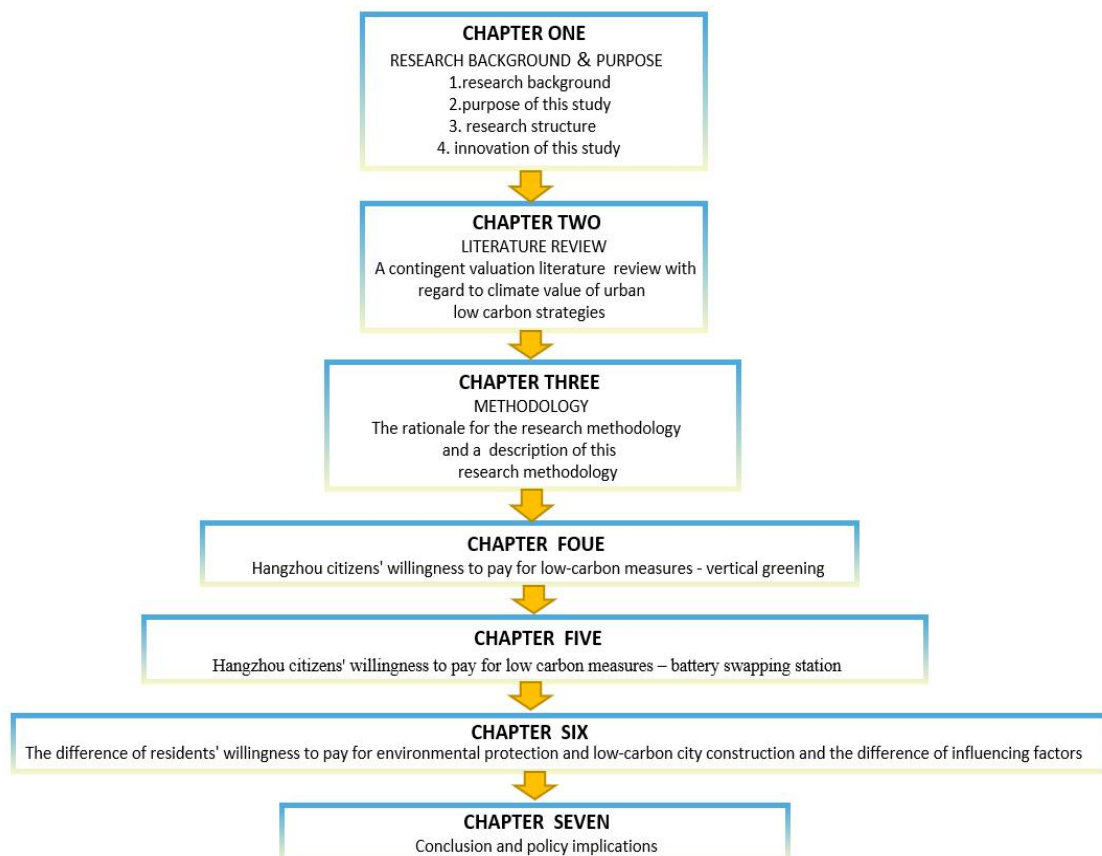 CHAPTER ONE
RESEARCH BACKGROUND & PURPOSE
1.research background
2.purpose of this study
3. research structure
4. innovation of this study
CHAPTER TWO
LITERATURE REVIEW
A contingent valuation literature review with
regard to climate value of urban
low carbon strategies
CHAPTER THREE
METHODOLOGY
The rationale for the research methodology
and a description of this
research methodology
CHAPTER FOUE
Hangzhou citizens' willingness to pay for low-carbon measures - vertical greening
CHAPTER FIVE
Hangzhou citizens' willingness to pay for low carbon measures – battery swapping station
CHAPTER SIX
The difference of residents' willingness to pay for environmental protection and low-carbon city construction and the difference of influencing factors
CHAPTER SEVEN
Conclusion and policy implications